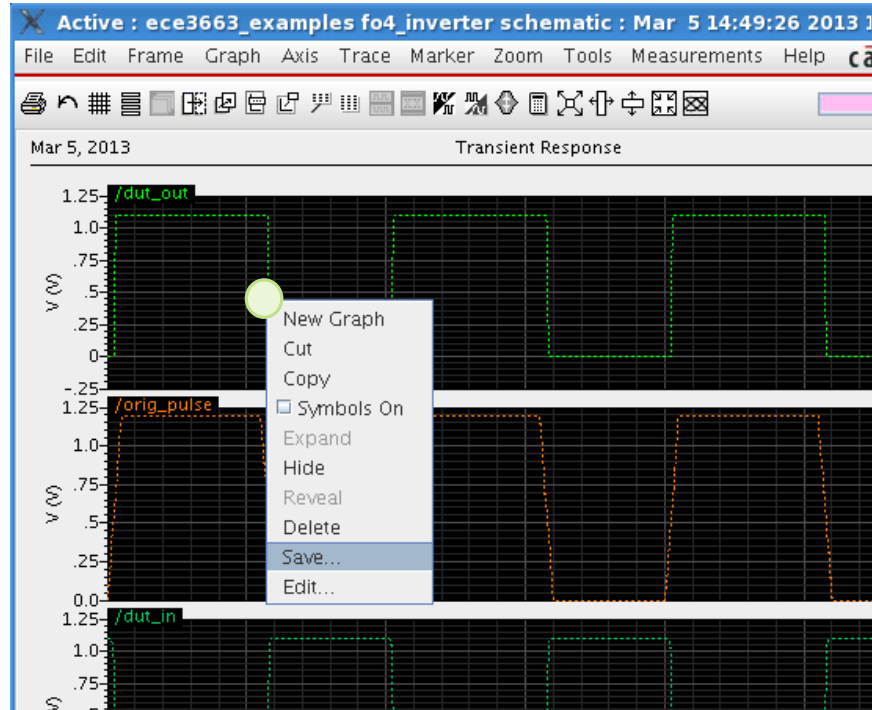 Active : ece3663_examples fo4_inverter schematic : Mar 5 14:49:26 2013
File Edit Frame Graph Axis Trace Marker Zoom Tools Measurements Help
Mar 5, 2013 Transient Response
/dut_out
1.25
1.0
.75
.5
.25
0
-.25
V (V)
New Graph
Cut
Copy
Symbols On
Expand
Hide
Reveal
Delete
Save...
Edit...
/orig_pulse
1.25
1.0
.75
.5
.25
0.0
V (V)
/dut_in
1.25
1.0
.75